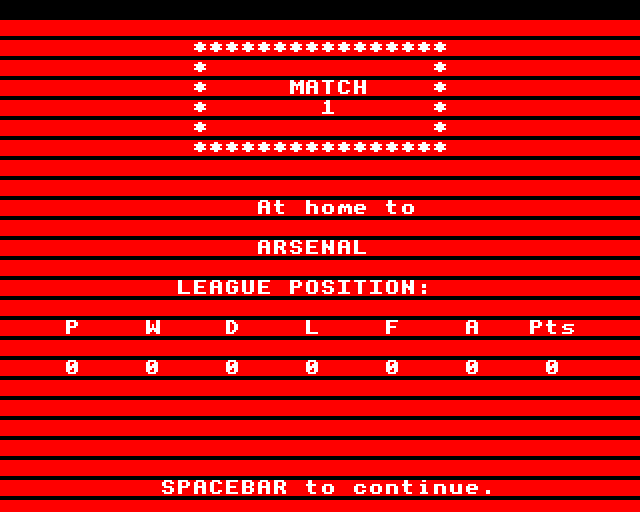 ****************
* *
* MATCH *
* 1 *
* *
****************
At home to
ARSENAL
LEAGUE POSITION:
P W D L F A Pts
0 0 0 0 0 0 0
SPACEBAR to continue.